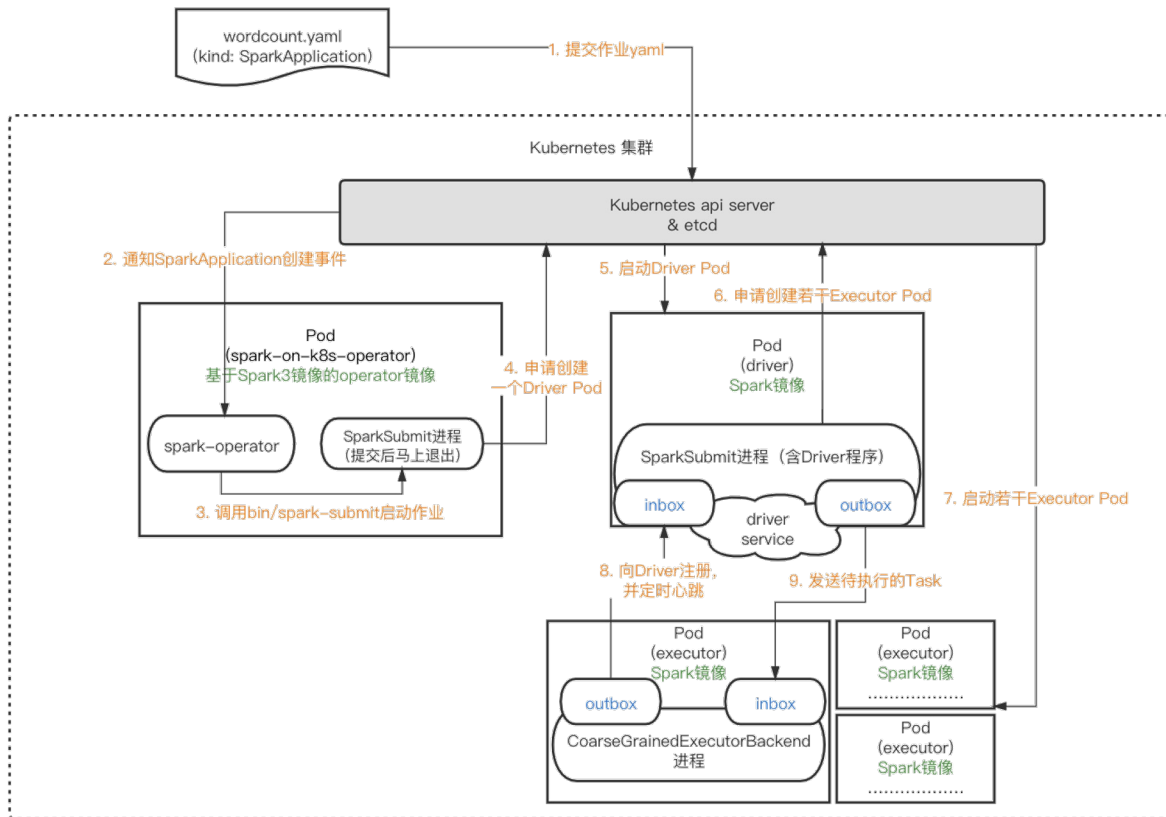 wordcount.yaml
(kind: SparkApplication)
1. 提交作业yaml
Kubernetes 集群
Kubernetes api server
& etcd
2. 通知SparkApplication创建事件
5. 启动Driver Pod
6. 申请创建若干Executor Pod
Pod
(spark-on-k8s-operator)
基于Spark3镜像的operator镜像
4. 申请创建
一个Driver Pod
Pod
(driver)
Spark镜像
spark-operator
SparkSubmit进程
(提交后马上退出)
3. 调用bin/spark-submit启动作业
SparkSubmit进程（含Driver程序）
inbox
driver
service
outbox
7. 启动若干Executor Pod
8. 向Driver注册，
并定时心跳
9. 发送待执行的Task
Pod
(executor)
Spark镜像
outbox
inbox
CoarseGrainedExecutorBackend
进程
Pod
(executor)
Spark镜像
...................
Pod
(executor)
Spark镜像
...................